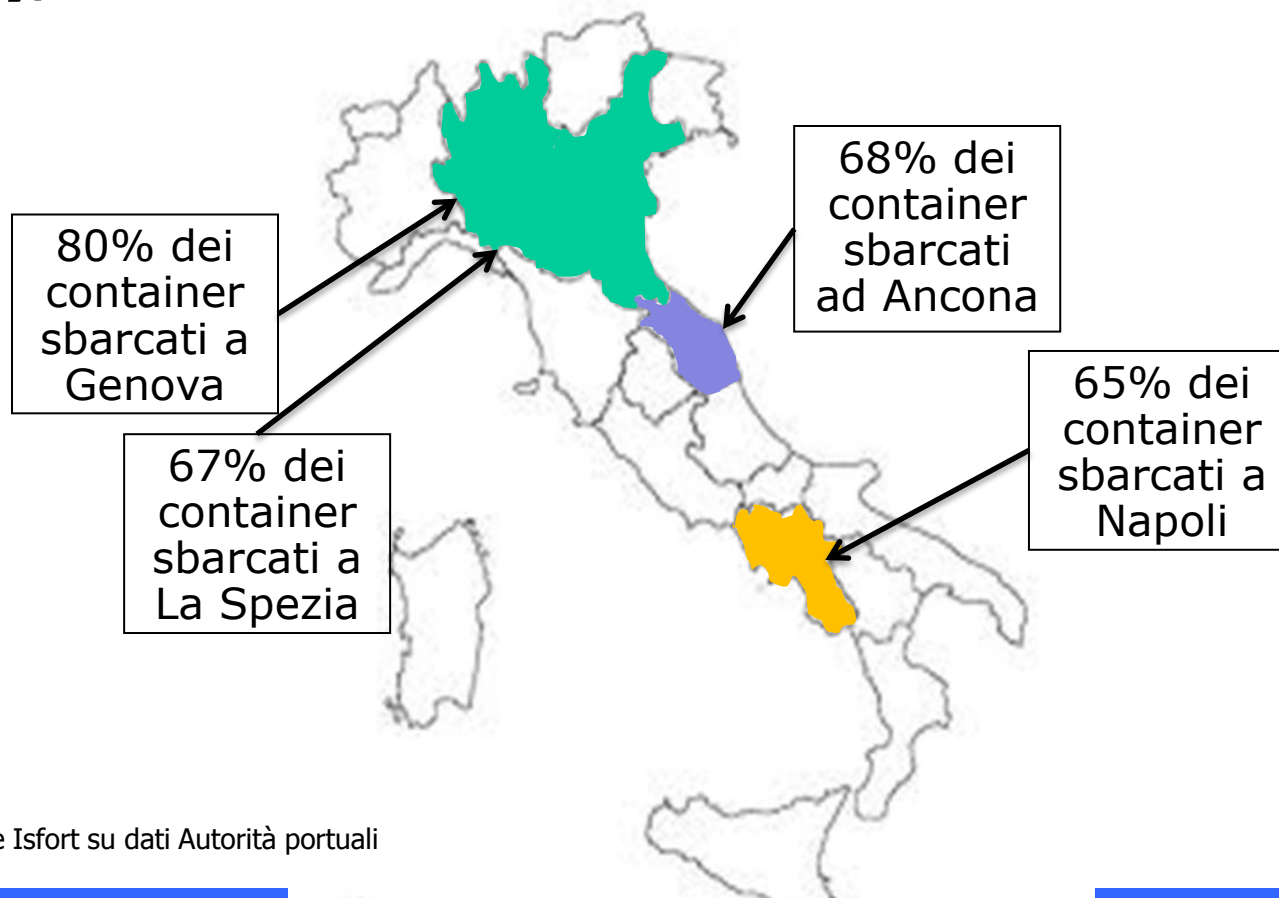 80% dei
container
sbarcati a
Genova
67% dei
container
sbarcati a
La Spezia
68% dei
container
sbarcati
ad Ancona
65% dei
container
sbarcati a
Napoli
e Isfort su dati Autorità portuali